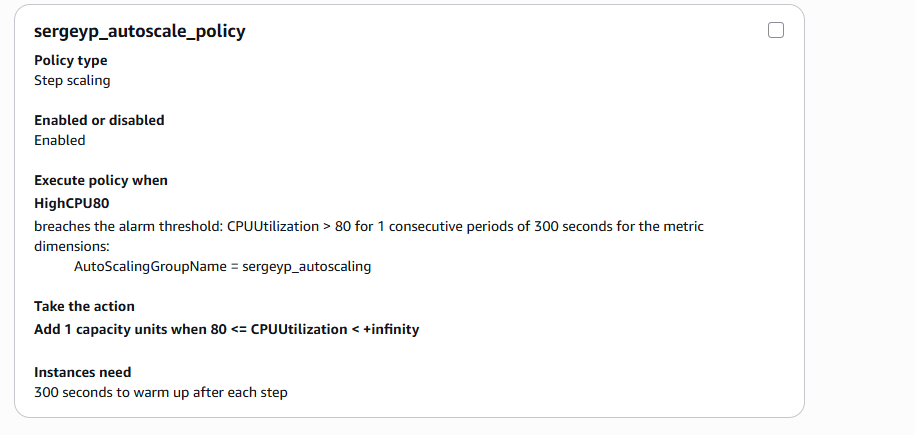 sergeyp_autoscale_policy
Policy type
Step scaling
Enabled or disabled
Enabled
Execute policy when
HighCPU80
breaches the alarm threshold: CPUUtilization > 80 for 1 consecutive periods of 300 seconds for the metric
dimensions:
AutoScalingGroupName = sergeyp_autoscaling
Take the action
Add 1 capacity units when 80 <= CPUUtilization < +infinity
Instances need
300 seconds to warm up after each step